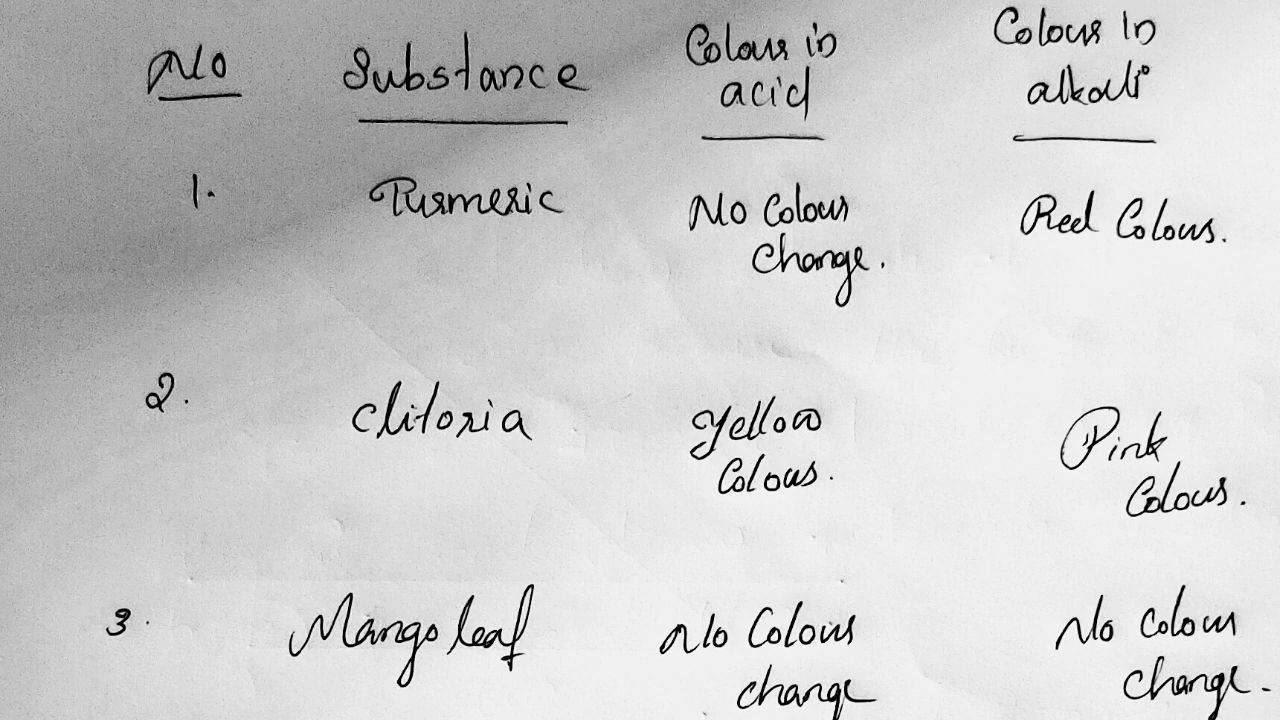 No Substance Colour in acid Colour in alkali
1. Turmeric No Colour change. Red Colour.
2. Clitoria Yellow Colour. Pink Colour.
3. Mango leaf No Colour change No Colour change.